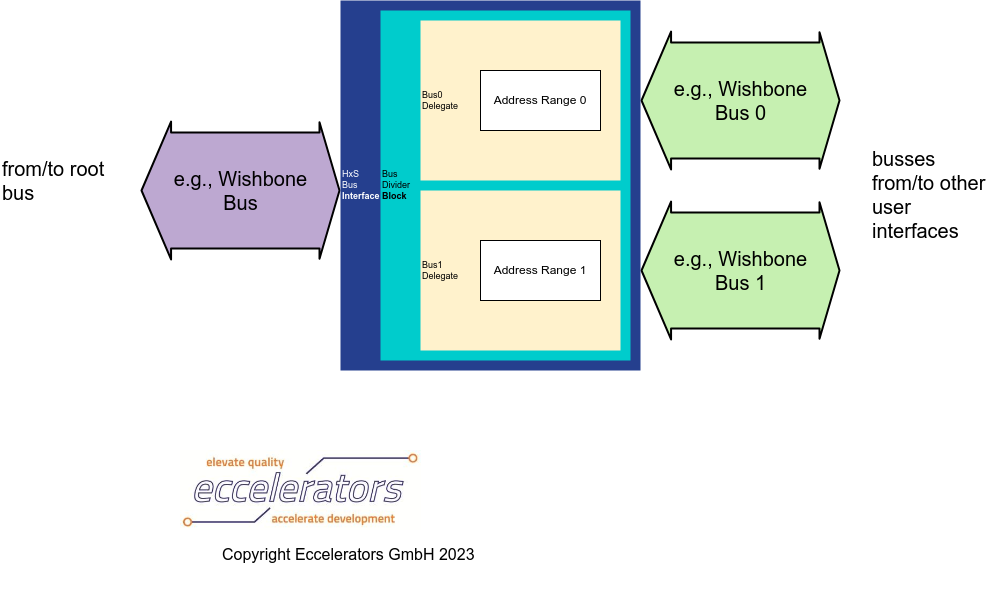 from/to root
bus
e.g., Wishbone
Bus
HxS
Bus
Interface
Bus
Divider
Block
Bus0
Delegate
Address Range 0
Bus1
Delegate
Address Range 1
e.g., Wishbone
Bus 0
e.g., Wishbone
Bus 1
busses
from/to other
user
interfaces
elevate quality
eccelerators
accelerate development
Copyright Eccelerators GmbH 2023